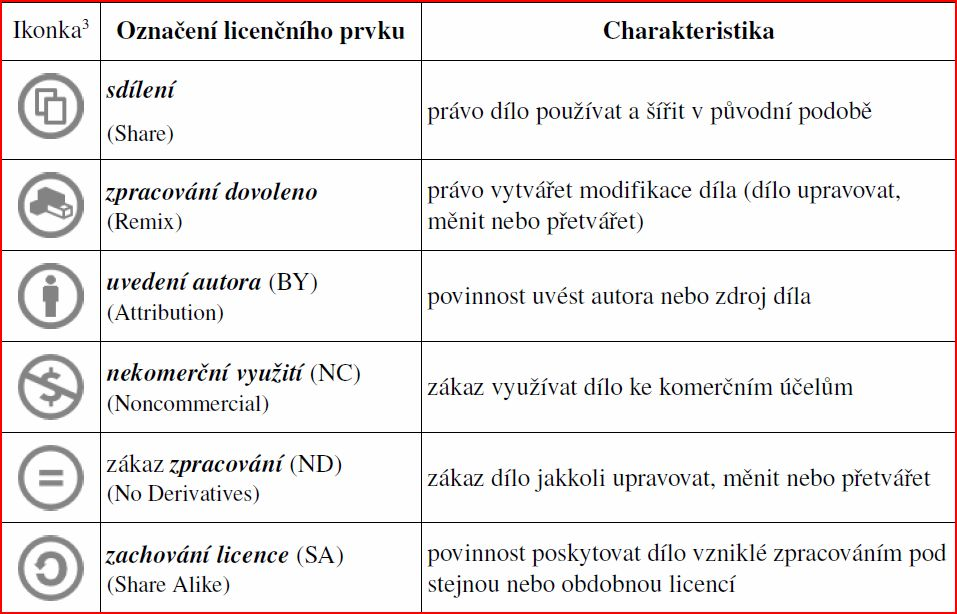 Ikonka3 Označení licenčního prvku Charakteristika
sdílení
(Share)
právo dílo používat a šířit v původní podobě
zpracování dovoleno
(Remix)
právo vytvářet modifikace díla (dílo upravovat,
měnit nebo přetvářet)
uvedení autora (BY)
(Attribution)
povinnost uvést autora nebo zdroj díla
nekomerční využití (NC)
(Noncommercial)
zákaz využívat dílo ke komerčním účelům
zákaz zpracování (ND)
(No Derivatives)
zákaz dílo jakkoli upravovat, měnit nebo přetvářet
zachování licence (SA)
(Share Alike)
povinnost poskytovat dílo vzniklé zpracováním pod
stejnou nebo obdobnou licencí